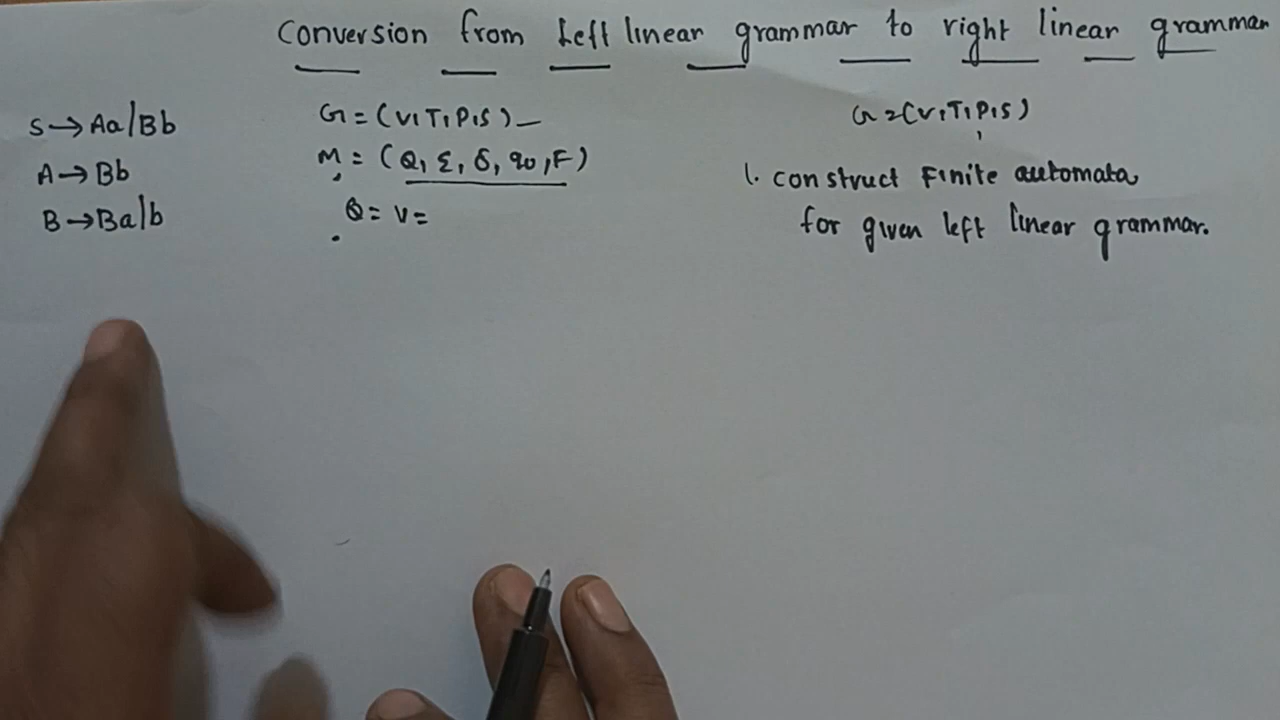 Conversion from Left linear grammar to right linear grammar
S→Aa/Bb
A→Bb
B→Ba/b
G=(V,T,P,S)
M=(Q,Σ,δ,q0,F)
Q=V=
G=(V,T,P,S)
1. construct Finite automata
for given left linear grammar.